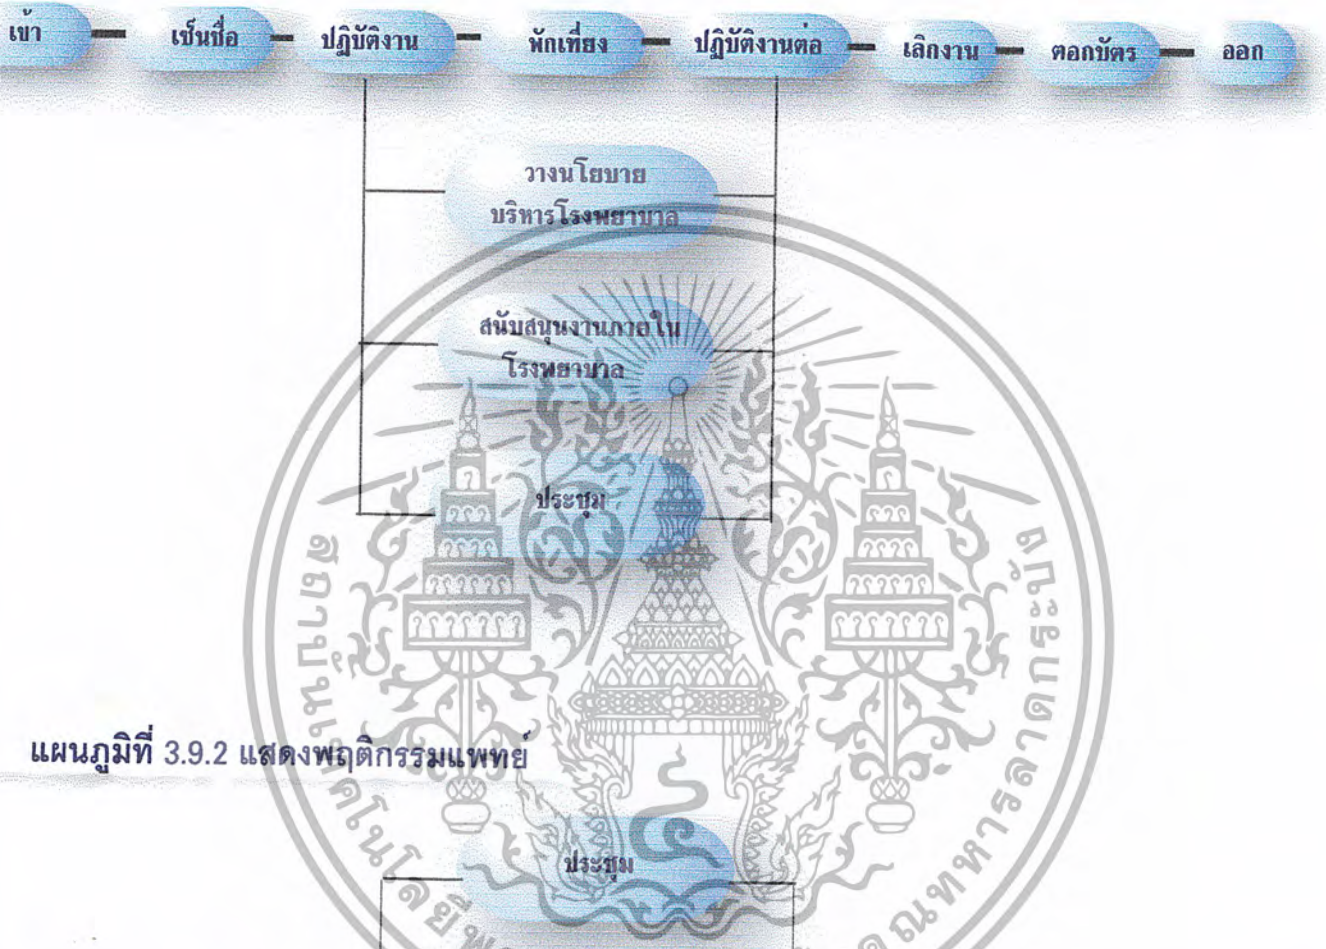 เข้า เซ็นชื่อ ปฏิบัติงาน พักเที่ยง ปฏิบัติงานต่อ เลิกงาน ตอกบัตร ออก
วางนโยบาย
บริหารโรงพยาบาล
สนับสนุนงานภายใน
โรงพยาบาล
ประชุม
แผนภูมิที่ 3.9.2 แสดงพฤติกรรมแพทย์
ประชุม